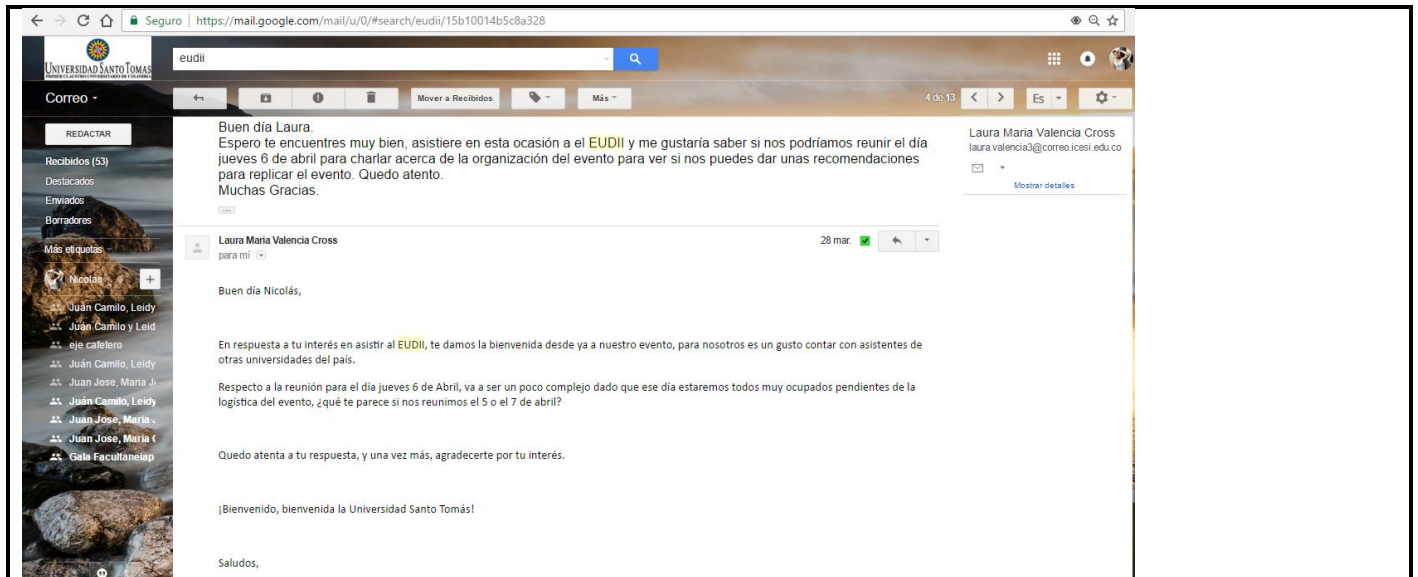 Seguro | https://mail.google.com/mail/u/0/#search/eudii/15b10014b5c8a328
UNIVERSIDAD SANTO TOMAS
PRIMER CLAUSTRO UNIVERSITARIO DE COLOMBIA
eudii
Correo
Mover a Recibidos
Más
4 de 13
Es
REDACTAR
Recibidos (53)
Destacados
Enviados
Borradores
Más etiquetas
Nicolas
Juan Camilo, Leidy
Juan Camilo y Leid
eje cafetero
Juán Camilo, Leidy
Juan Jose, Maria J
Juán Camilo, Leidy
Juan Jose, Maria
Juan Jose, Maria
Gala Facultaneiap
Buen día Laura.
Espero te encuentres muy bien, asistiere en esta ocasión a el EUDII y me gustaría saber si nos podríamos reunir el día
jueves 6 de abril para charlar acerca de la organización del evento para ver si nos puedes dar unas recomendaciones
para replicar el evento. Quedo atento.
Muchas Gracias.
Laura Maria Valencia Cross
28 mar.
para mí
Buen día Nicolás,
En respuesta a tu interés en asistir al EUDII, te damos la bienvenida desde ya a nuestro evento, para nosotros es un gusto contar con asistentes de
otras universidades del país.
Respecto a la reunión para el día jueves 6 de Abril, va a ser un poco complejo dado que ese día estaremos todos muy ocupados pendientes de la
logística del evento, ¿qué te parece si nos reunimos el 5 o el 7 de abril?
Quedo atenta a tu respuesta, y una vez más, agradecerte por tu interés.
¡Bienvenido, bienvenida la Universidad Santo Tomás!
Saludos,
Laura Maria Valencia Cross
laura.valencia3@correo.icesi.edu.co
Mostrar detalles